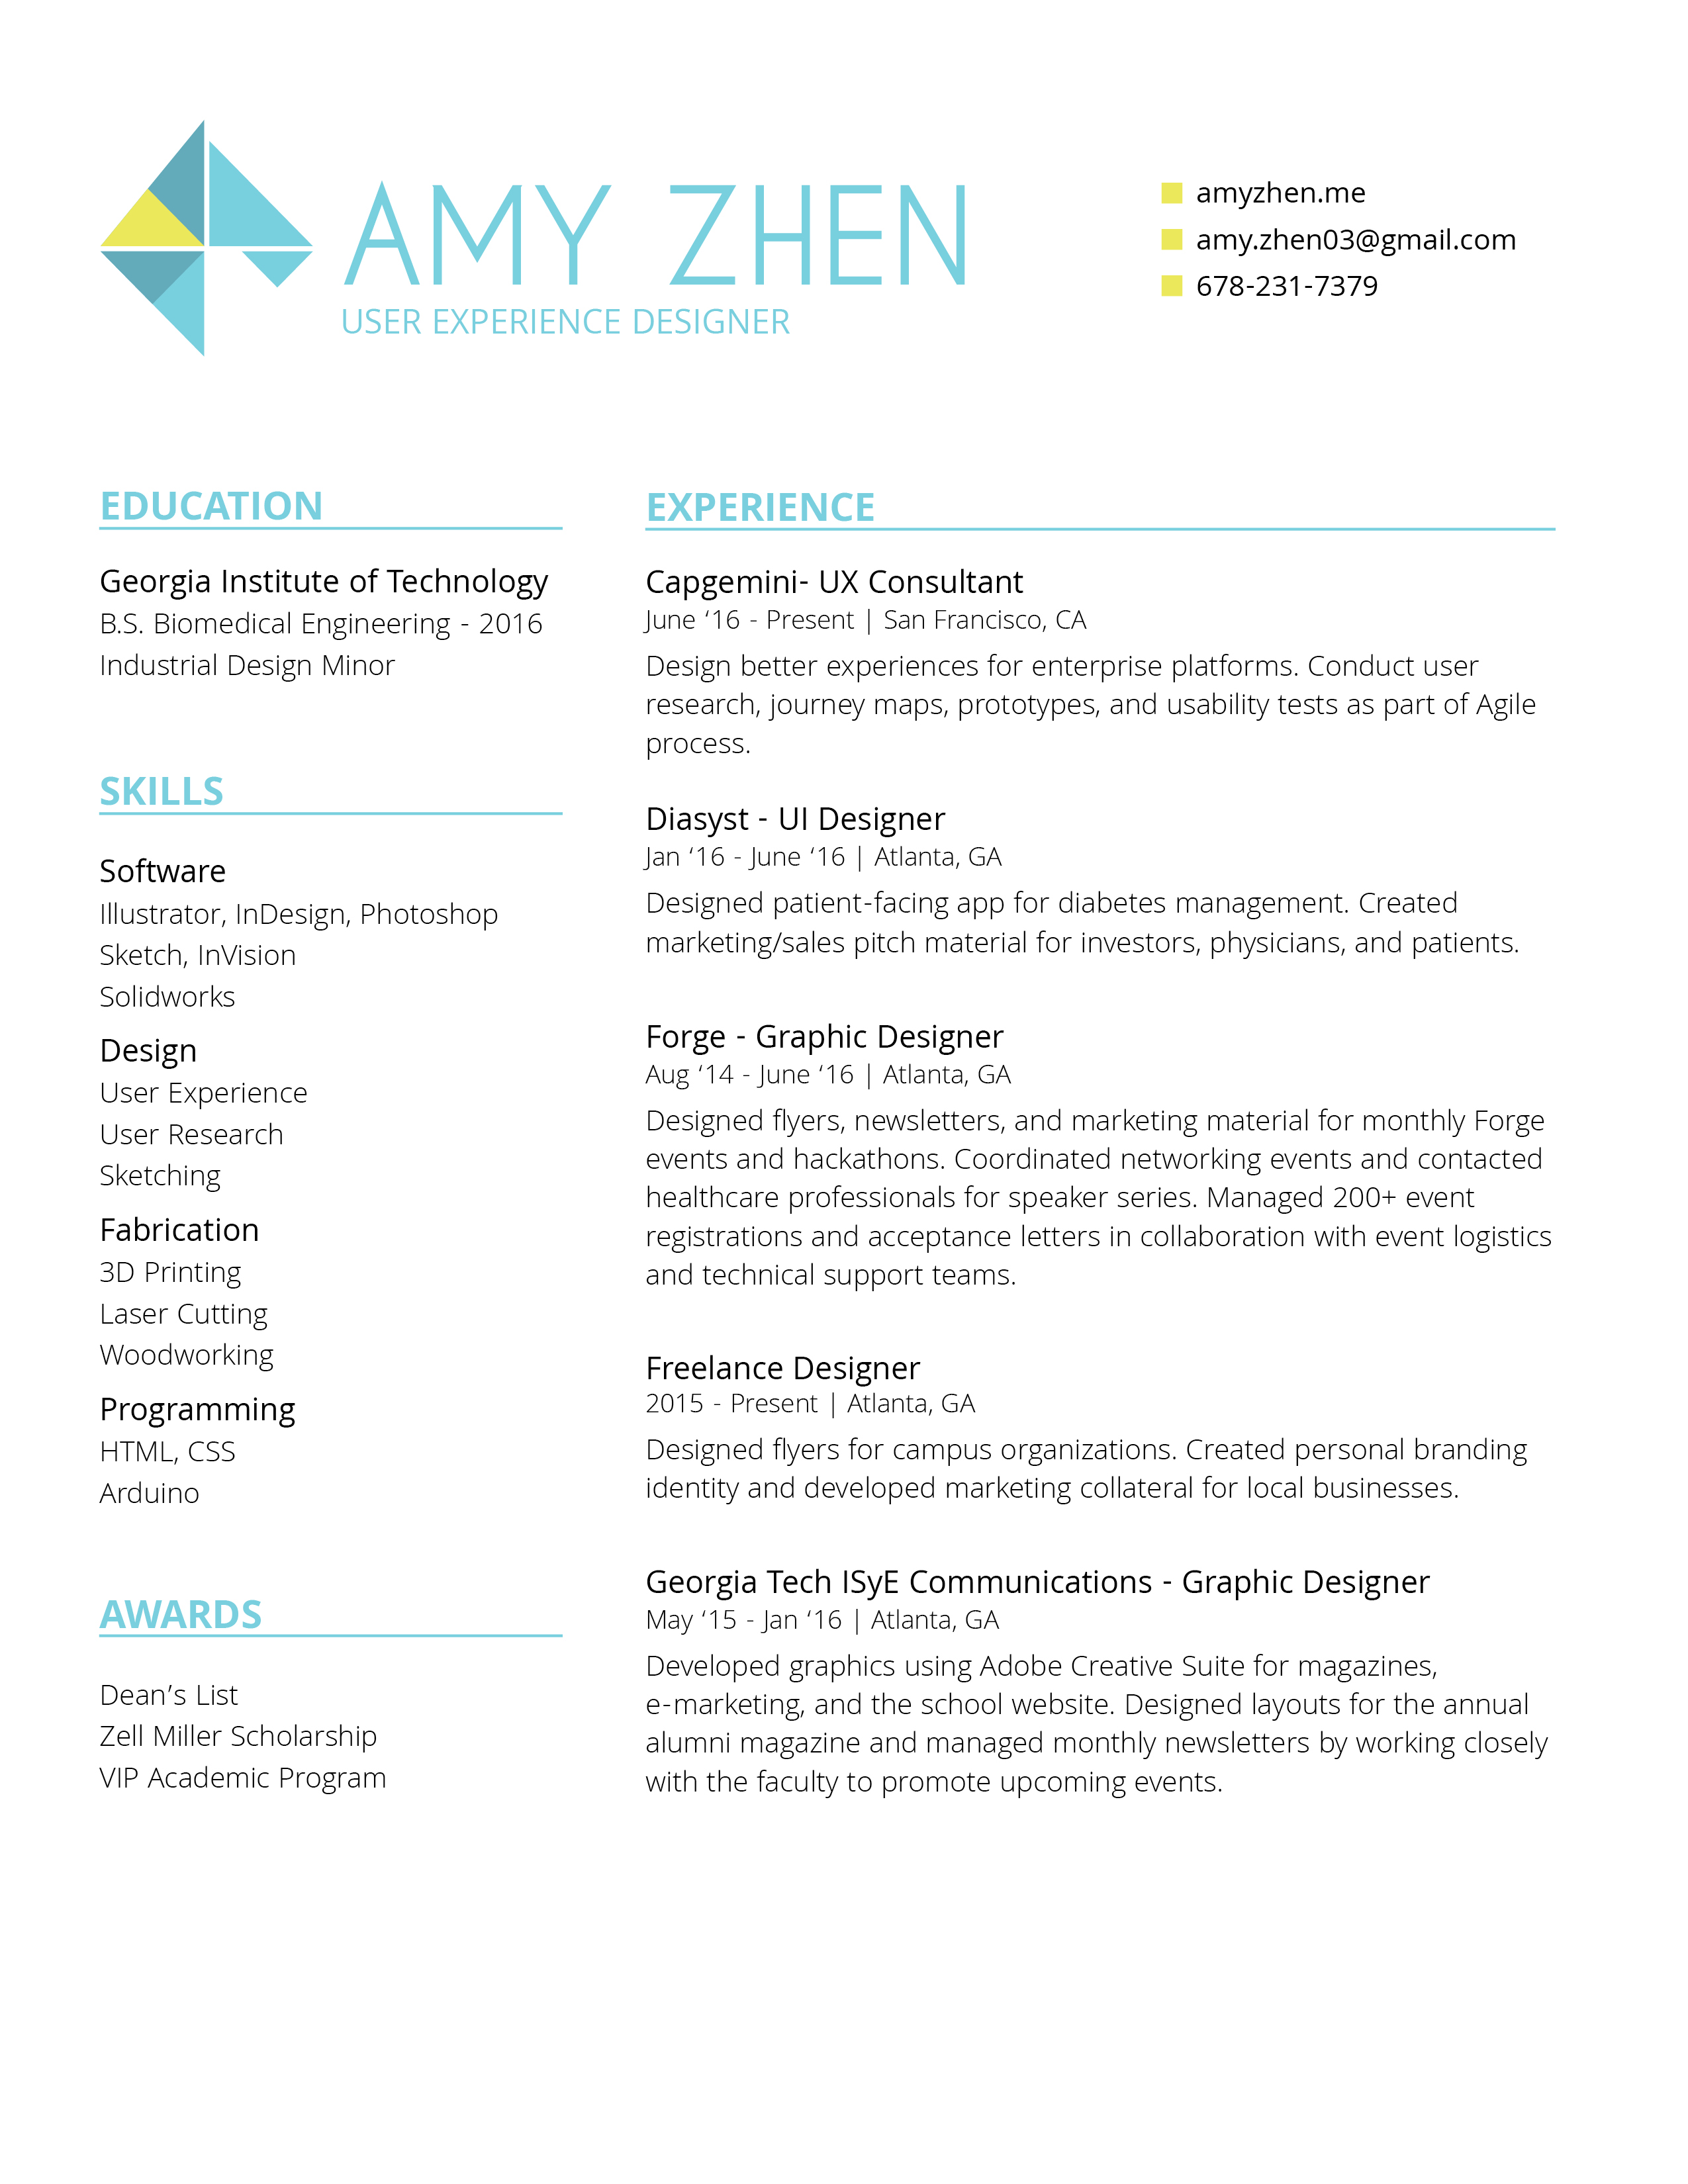 AMY ZHEN
USER EXPERIENCE DESIGNER
amyzhen.me
amy.zhen03@gmail.com
678-231-7379
EDUCATION
Georgia Institute of Technology
B.S. Biomedical Engineering - 2016
Industrial Design Minor
SKILLS
Software
Illustrator, InDesign, Photoshop
Sketch, InVision
Solidworks
Design
User Experience
User Research
Sketching
Fabrication
3D Printing
Laser Cutting
Woodworking
Programming
HTML, CSS
Arduino
AWARDS
Dean’s List
Zell Miller Scholarship
VIP Academic Program
EXPERIENCE
Capgemini- UX Consultant
June ‘16 - Present | San Francisco, CA
Design better experiences for enterprise platforms. Conduct user
research, journey maps, prototypes, and usability tests as part of Agile
process.
Diasyst - UI Designer
Jan ‘16 - June ‘16 | Atlanta, GA
Designed patient-facing app for diabetes management. Created
marketing/sales pitch material for investors, physicians, and patients.
Forge - Graphic Designer
Aug ‘14 - June ‘16 | Atlanta, GA
Designed flyers, newsletters, and marketing material for monthly Forge
events and hackathons. Coordinated networking events and contacted
healthcare professionals for speaker series. Managed 200+ event
registrations and acceptance letters in collaboration with event logistics
and technical support teams.
Freelance Designer
2015 - Present | Atlanta, GA
Designed flyers for campus organizations. Created personal branding
identity and developed marketing collateral for local businesses.
Georgia Tech ISyE Communications - Graphic Designer
May ‘15 - Jan ‘16 | Atlanta, GA
Developed graphics using Adobe Creative Suite for magazines,
e-marketing, and the school website. Designed layouts for the annual
alumni magazine and managed monthly newsletters by working closely
with the faculty to promote upcoming events.